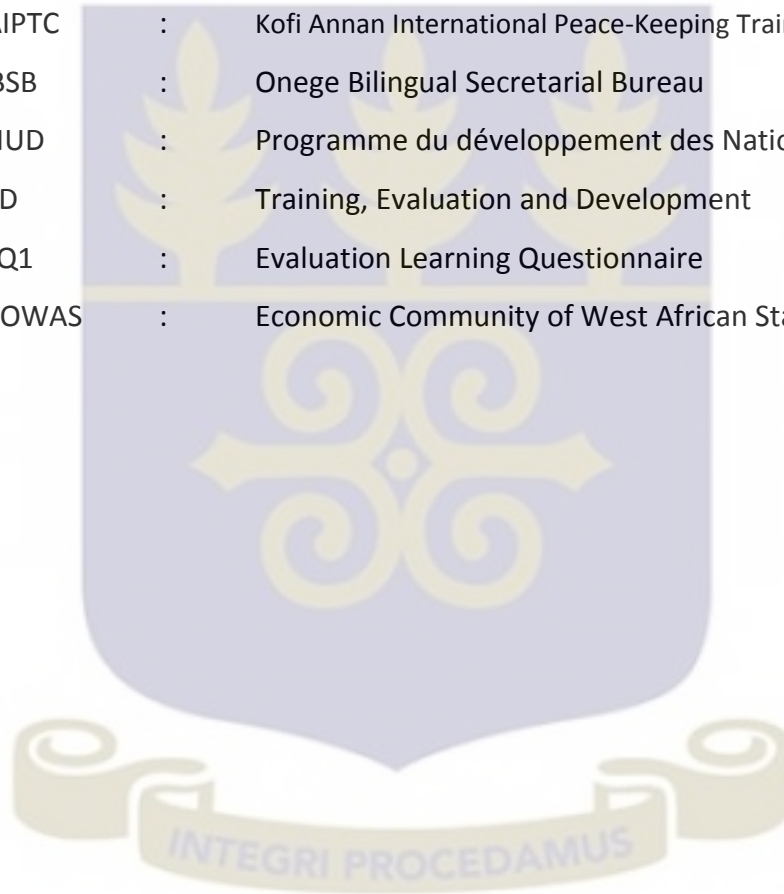 AIPTC : Kofi Annan International Peace-Keeping Trai
BSB : Onege Bilingual Secretarial Bureau
NUD : Programme du développement des Natio
D : Training, Evaluation and Development
Q1 : Evaluation Learning Questionnaire
OWAS : Economic Community of West African Sta
INTEGRI PROCEDAMUS